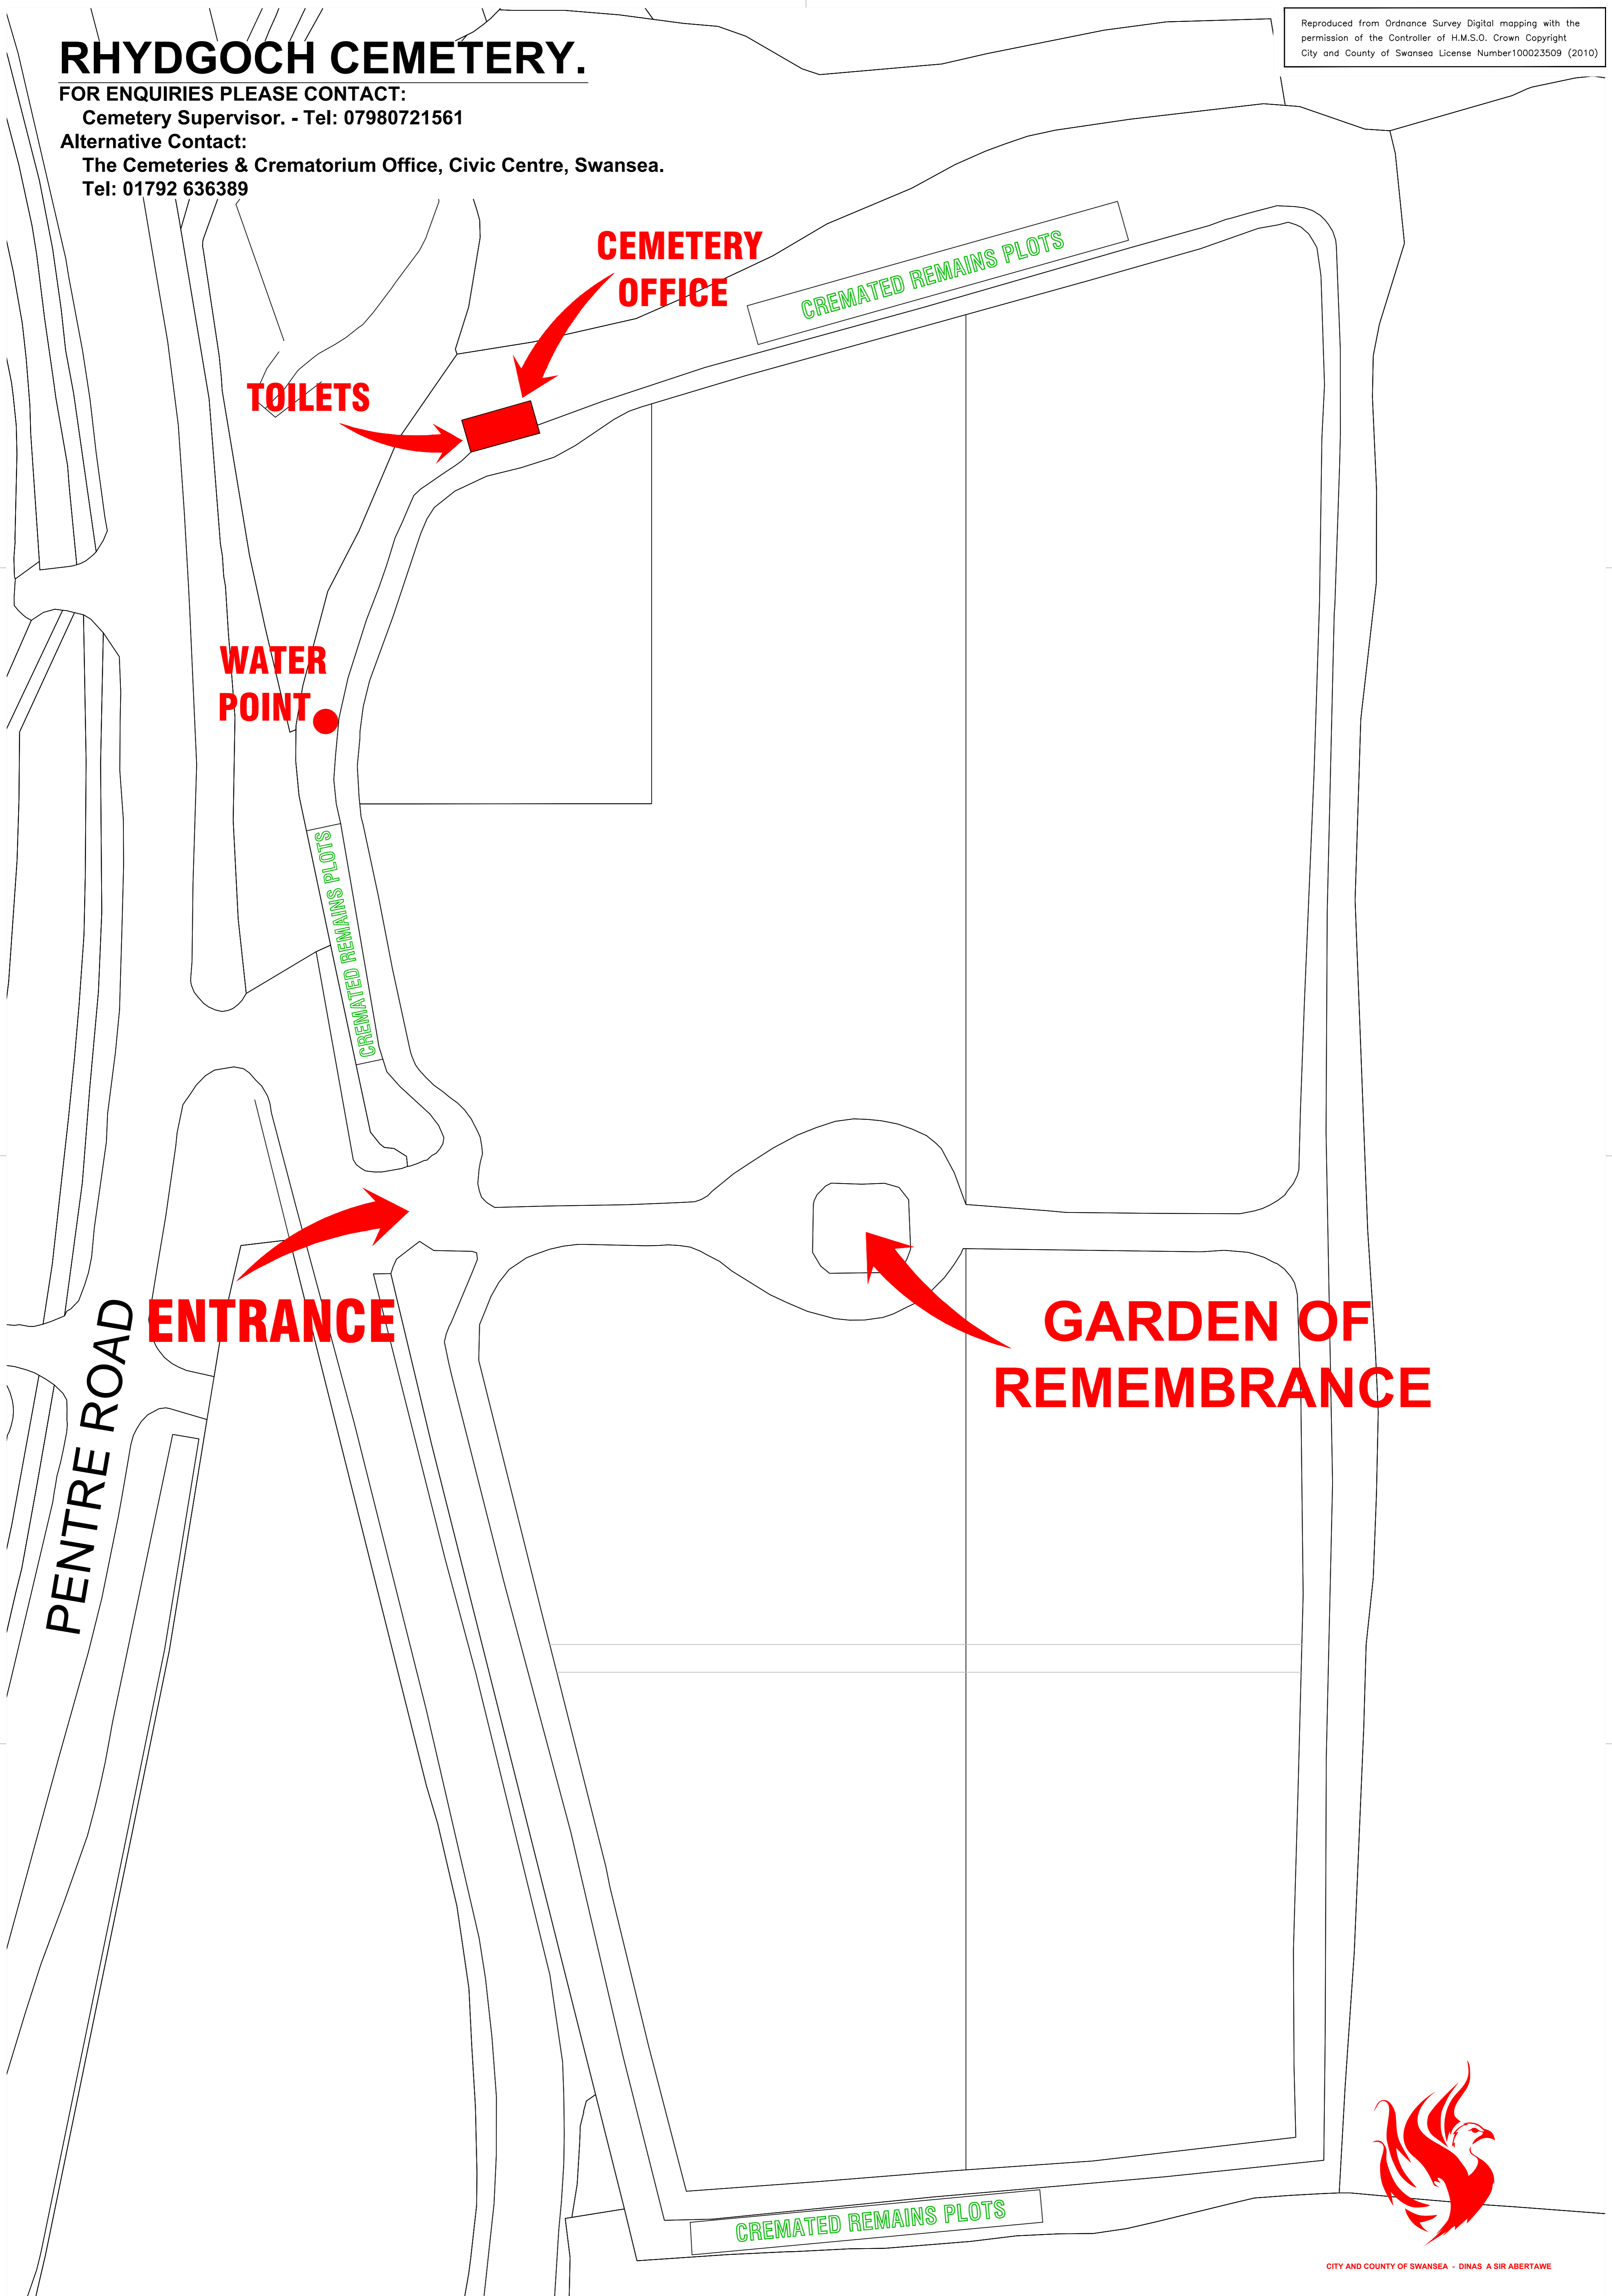 Reproduced from Ordnance Survey Digital mapping with the
permission of the Controller of H.M.S.O. Crown Copyright
City and County of Swansea License Number100023509 (2010)
RHYDGOCH CEMETERY.
FOR ENQUIRIES PLEASE CONTACT:
Cemetery Supervisor. - Tel: 07980721561
Alternative Contact:
The Cemeteries & Crematorium Office, Civic Centre, Swansea.
Tel: 01792 636389
CEMETERY
OFFICE
CREMATED REMAINS PLOTS
TOILETS
WATER
POINT
CREMATED REMAINS PLOTS
ENTRANCE
GARDEN OF
REMEMBRANCE
PENTRE ROAD
CREMATED REMAINS PLOTS
CITY AND COUNTY OF SWANSEA - DINAS A SIR ABERTAWE